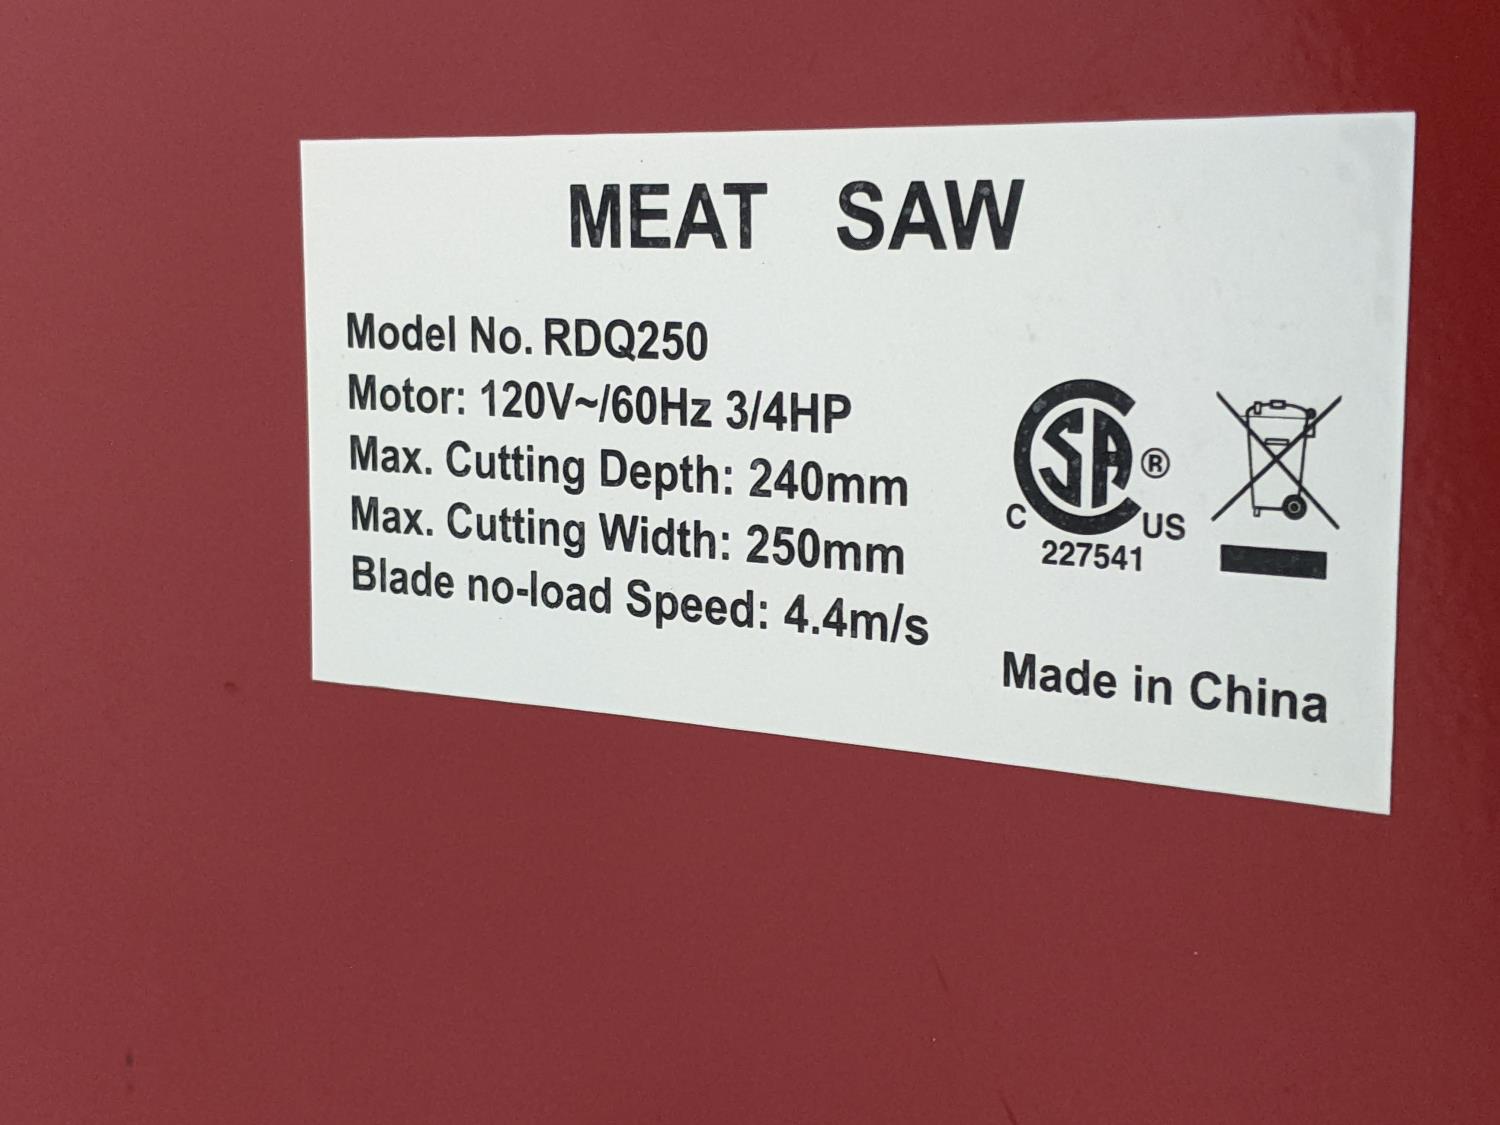 MEAT SAW
Model No. RDQ250
Motor: 120V~/60Hz 3/4HP
Max. Cutting Depth: 240mm
Max. Cutting Width: 250mm
Blade no-load Speed: 4.4m/s
CSA ®
C US
227541
Made in China